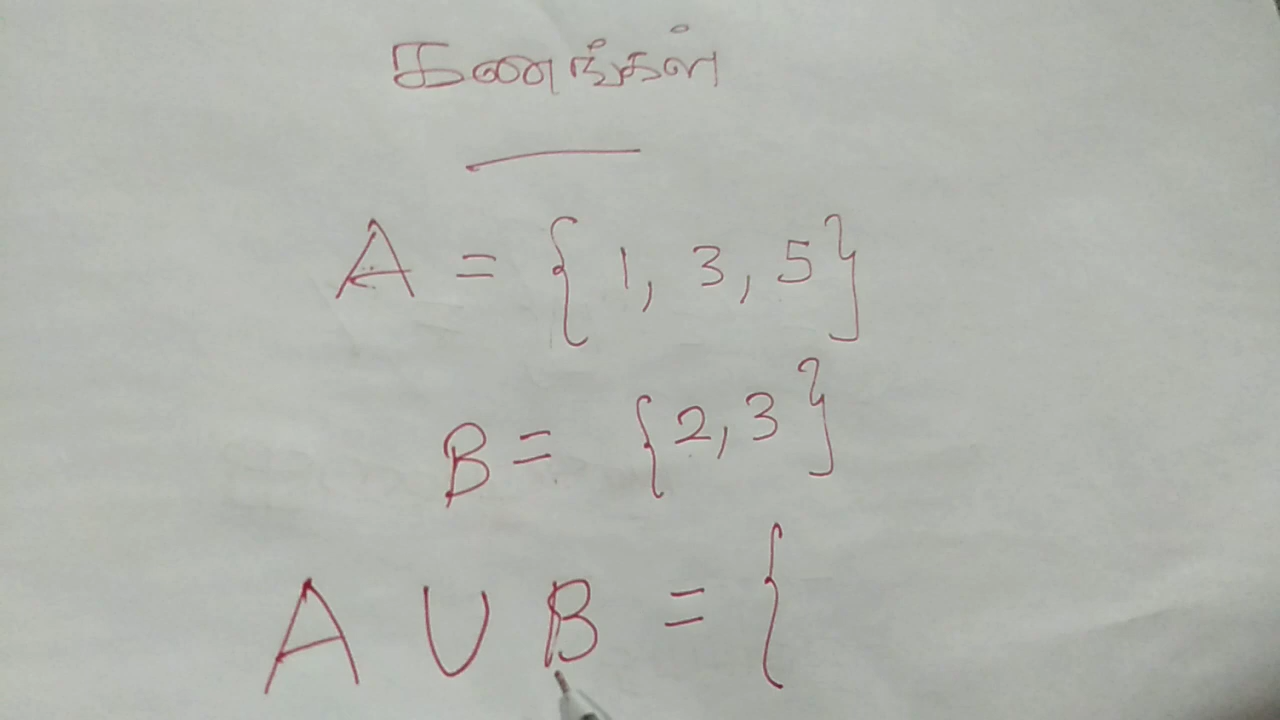 கணங்கள்
A = { 1, 3, 5}
B = {2, 3}
A U B = {